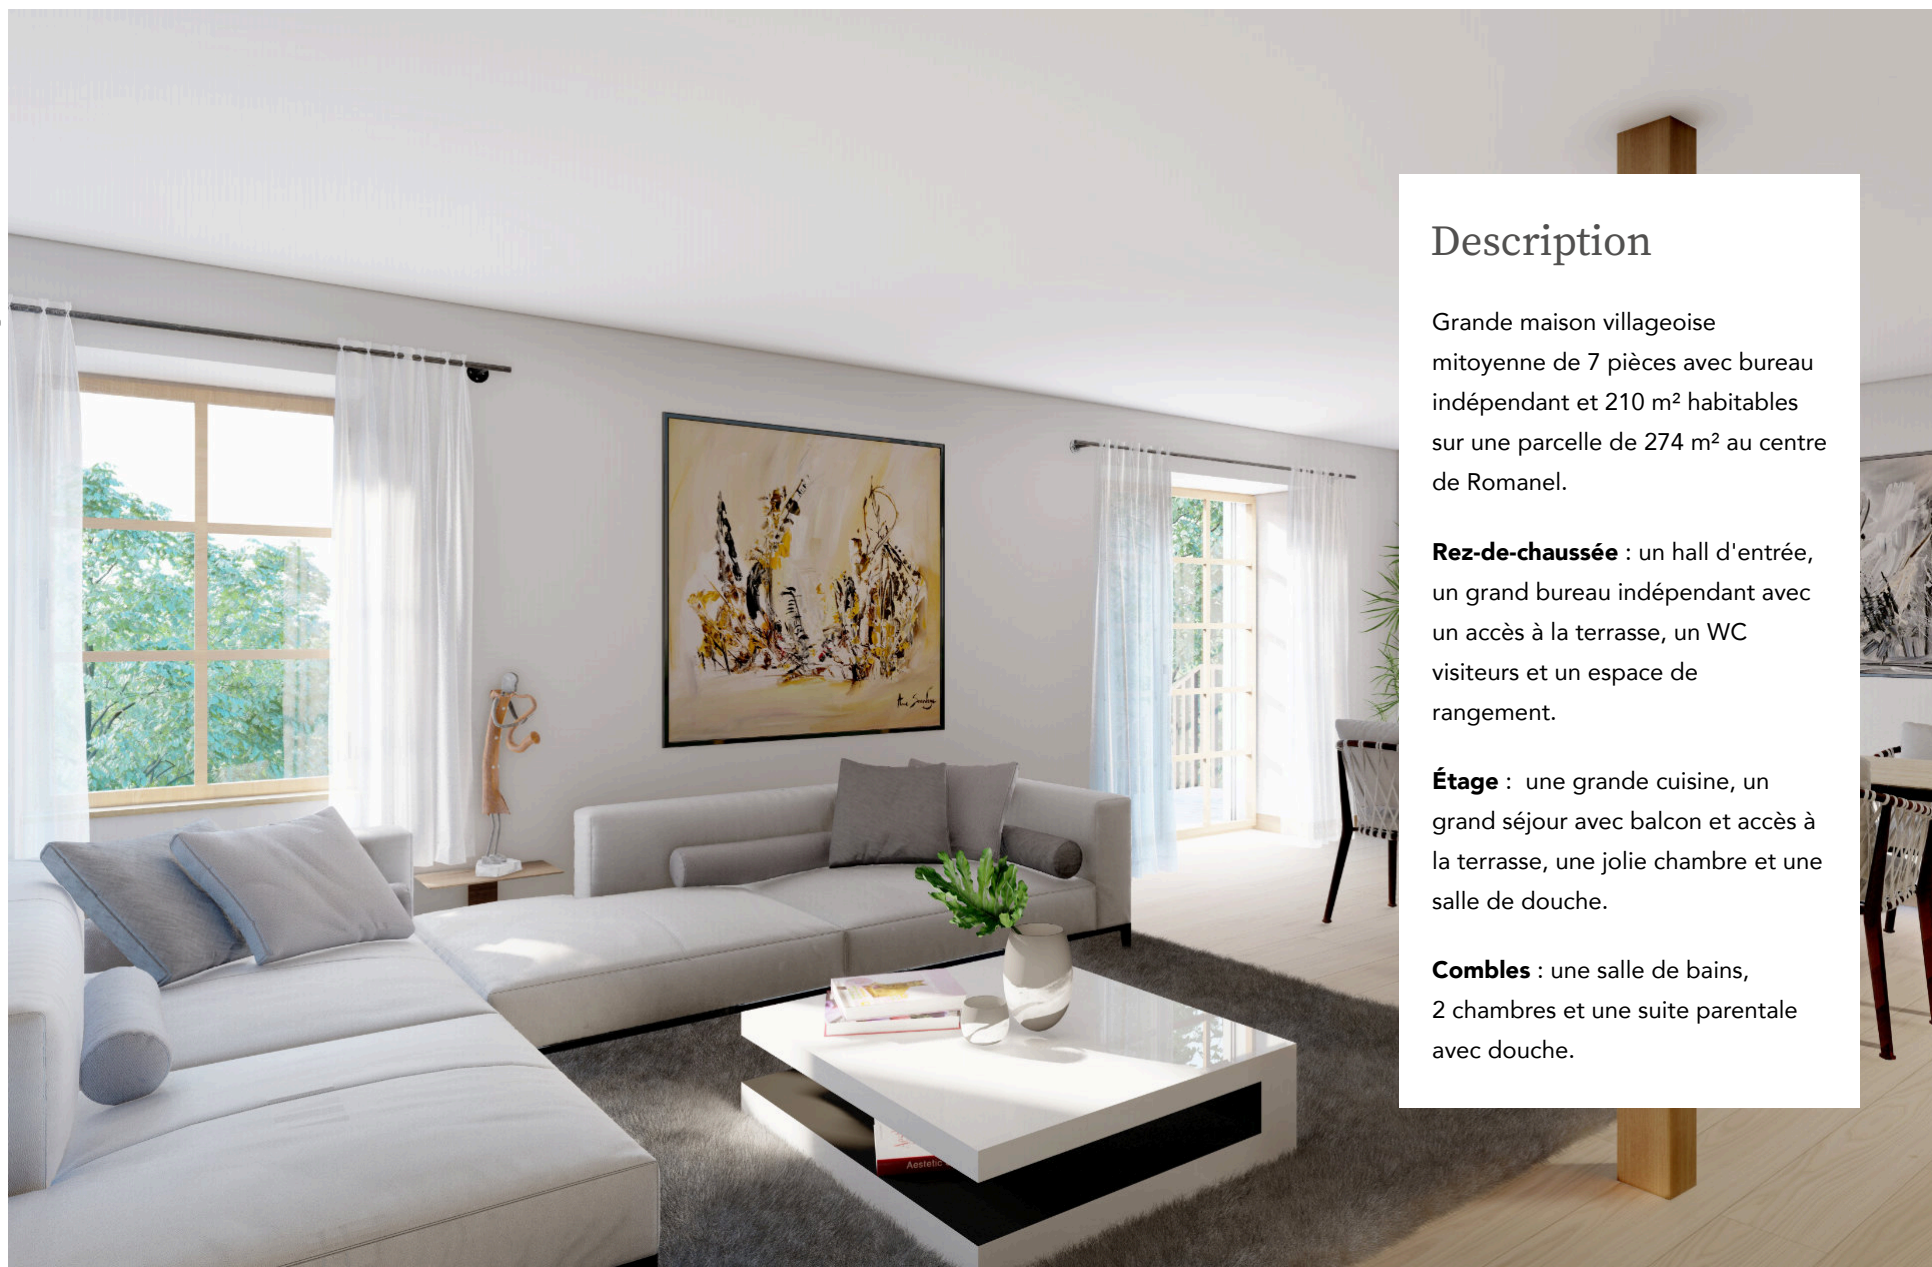 Description
Grande maison villageoise
mitoyenne de 7 pièces avec bureau
indépendant et 210 m² habitables
sur une parcelle de 274 m² au centre
de Romanel.
Rez-de-chaussée : un hall d'entrée,
un grand bureau indépendant avec
un accès à la terrasse, un WC
visiteurs et un espace de
rangement.
Étage :  une grande cuisine, un
grand séjour avec balcon et accès à
la terrasse, une jolie chambre et une
salle de douche.
Combles : une salle de bains,
2 chambres et une suite parentale
avec douche.
Aestetic